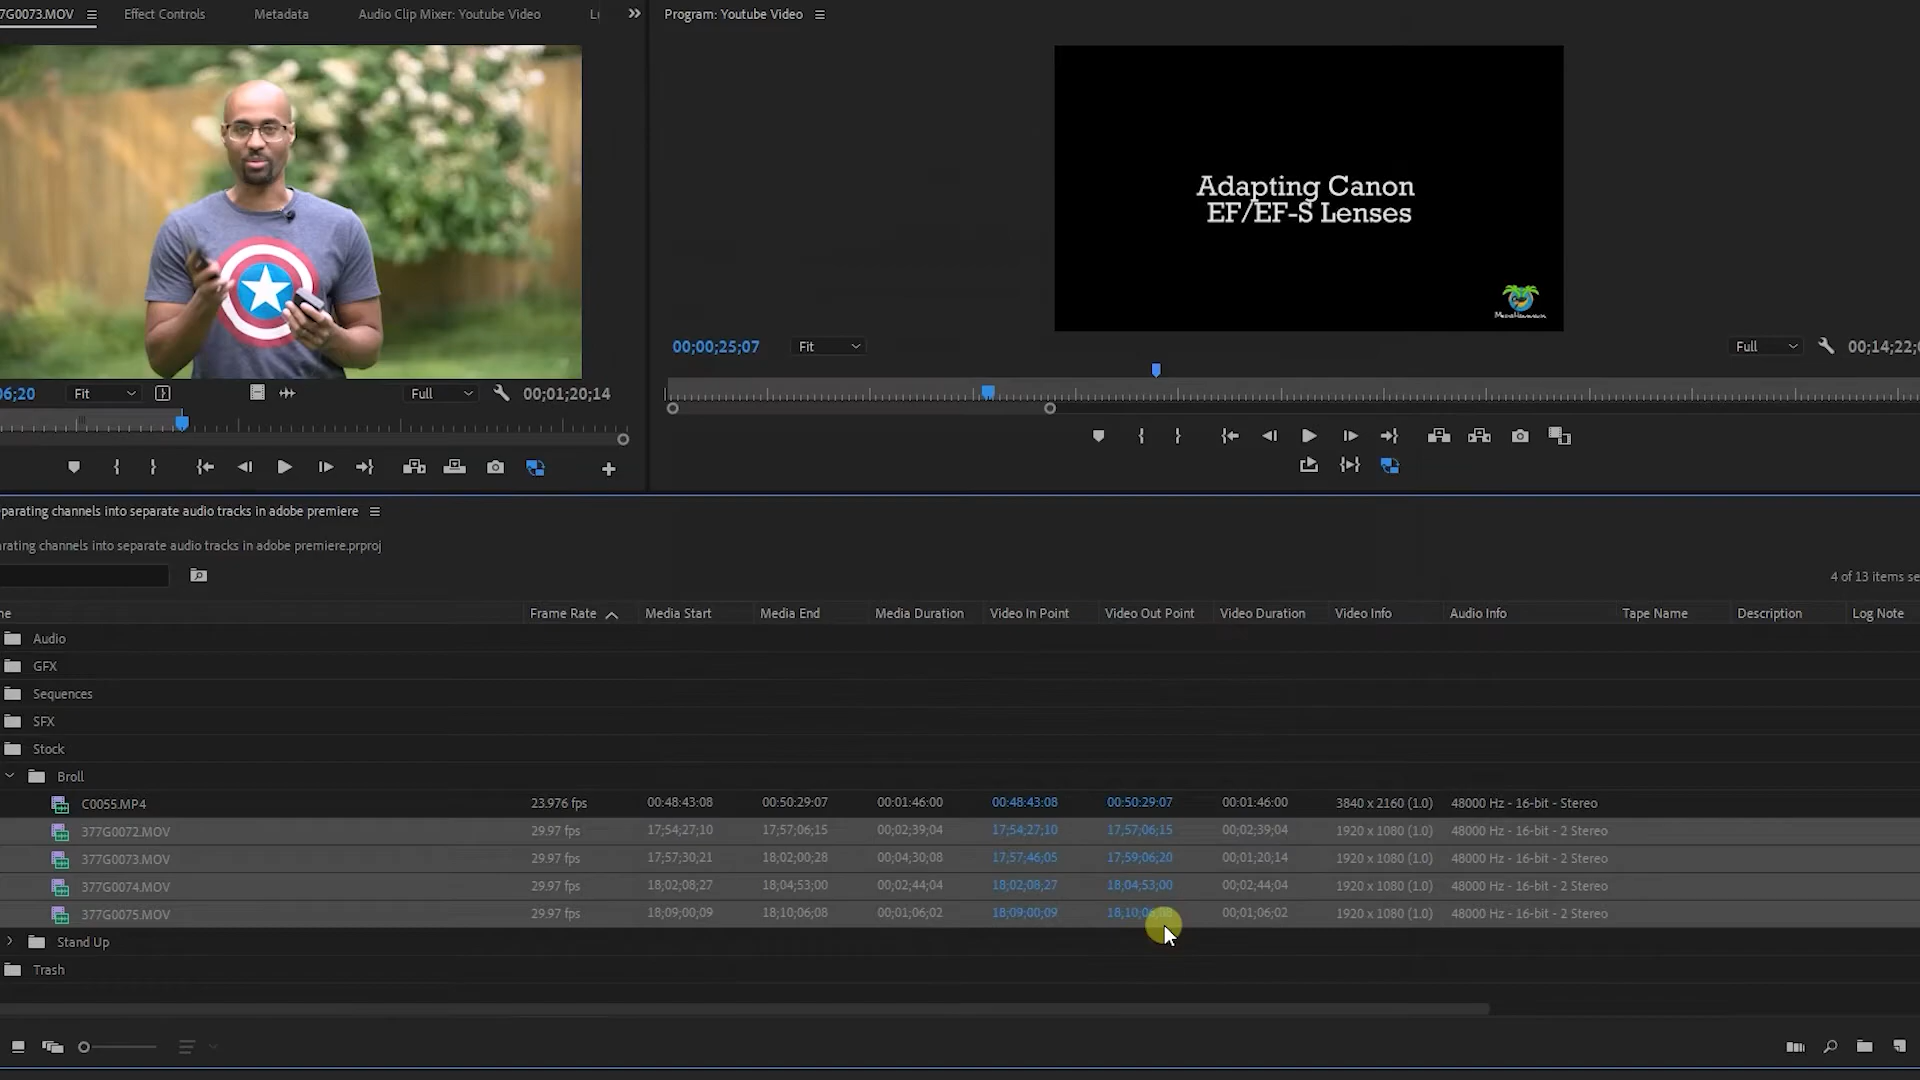 7G0073.MOV
Effect Controls
Metadata
Audio Clip Mixer: Youtube Video
Program: Youtube Video
Adapting Canon
EF/EF-S Lenses
00;00;25;07
Fit
Full
00;14;22;0
06;20
Fit
Full
00;01;20;14
parating channels into separate audio tracks in adobe premiere
rating channels into separate audio tracks in adobe premiere.prproj
4 of 13 items se
ne Frame Rate Media Start Media End Media Duration Video In Point Video Out Point Video Duration Video Info Audio Info Tape Name Description Log Note
Audio
GFX
Sequences
SFX
Stock
Broll
C0055.MP4 23.976 fps 00:48:43:08 00:50:29:07 00:01:46:00 00:48:43:08 00:50:29:07 00:01:46:00 3840 x 2160 (1.0) 48000 Hz - 16-bit - Stereo
377G0072.MOV 29.97 fps 17;54;27;10 17;57;06;15 00;02;39;04 17;54;27;10 17;57;06;15 00;02;39;04 1920 x 1080 (1.0) 48000 Hz - 16-bit - 2 Stereo
377G0073.MOV 29.97 fps 17;57;30;21 18;02;00;28 00;04;30;08 17;57;46;05 17;59;06;20 00;01;20;14 1920 x 1080 (1.0) 48000 Hz - 16-bit - 2 Stereo
377G0074.MOV 29.97 fps 18;02;08;27 18;04;53;00 00;02;44;04 18;02;08;27 18;04;53;00 00;02;44;04 1920 x 1080 (1.0) 48000 Hz - 16-bit - 2 Stereo
377G0075.MOV 29.97 fps 18;09;00;09 18;10;06;08 00;01;06;02 18;09;00;09 18;10;06;08 00;01;06;02 1920 x 1080 (1.0) 48000 Hz - 16-bit - 2 Stereo
Stand Up
Trash